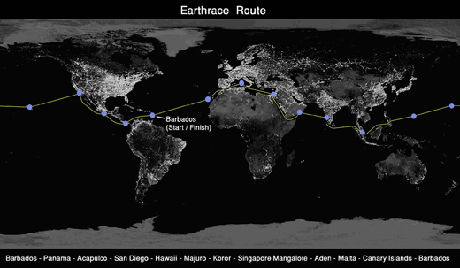 Earthrace Route
Barbados
(Start / Finish)
Barbados - Panama - Acapulco - San Diego - Hawaii - Majuro - Koror - Singapore Mangalore - Aden - Malta - Canary Islands - Barbados